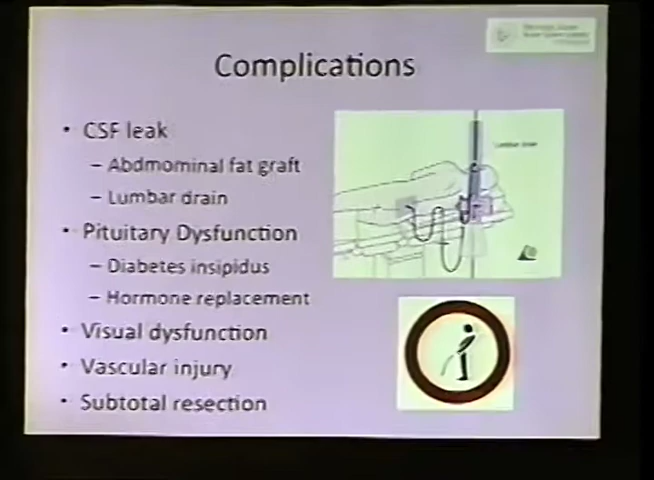 Complications
• CSF leak
– Abdmominal fat graft
– Lumbar drain
• Pituitary Dysfunction
– Diabetes insipidus
– Hormone replacement
• Visual dysfunction
• Vascular injury
• Subtotal resection
Lumbar drain